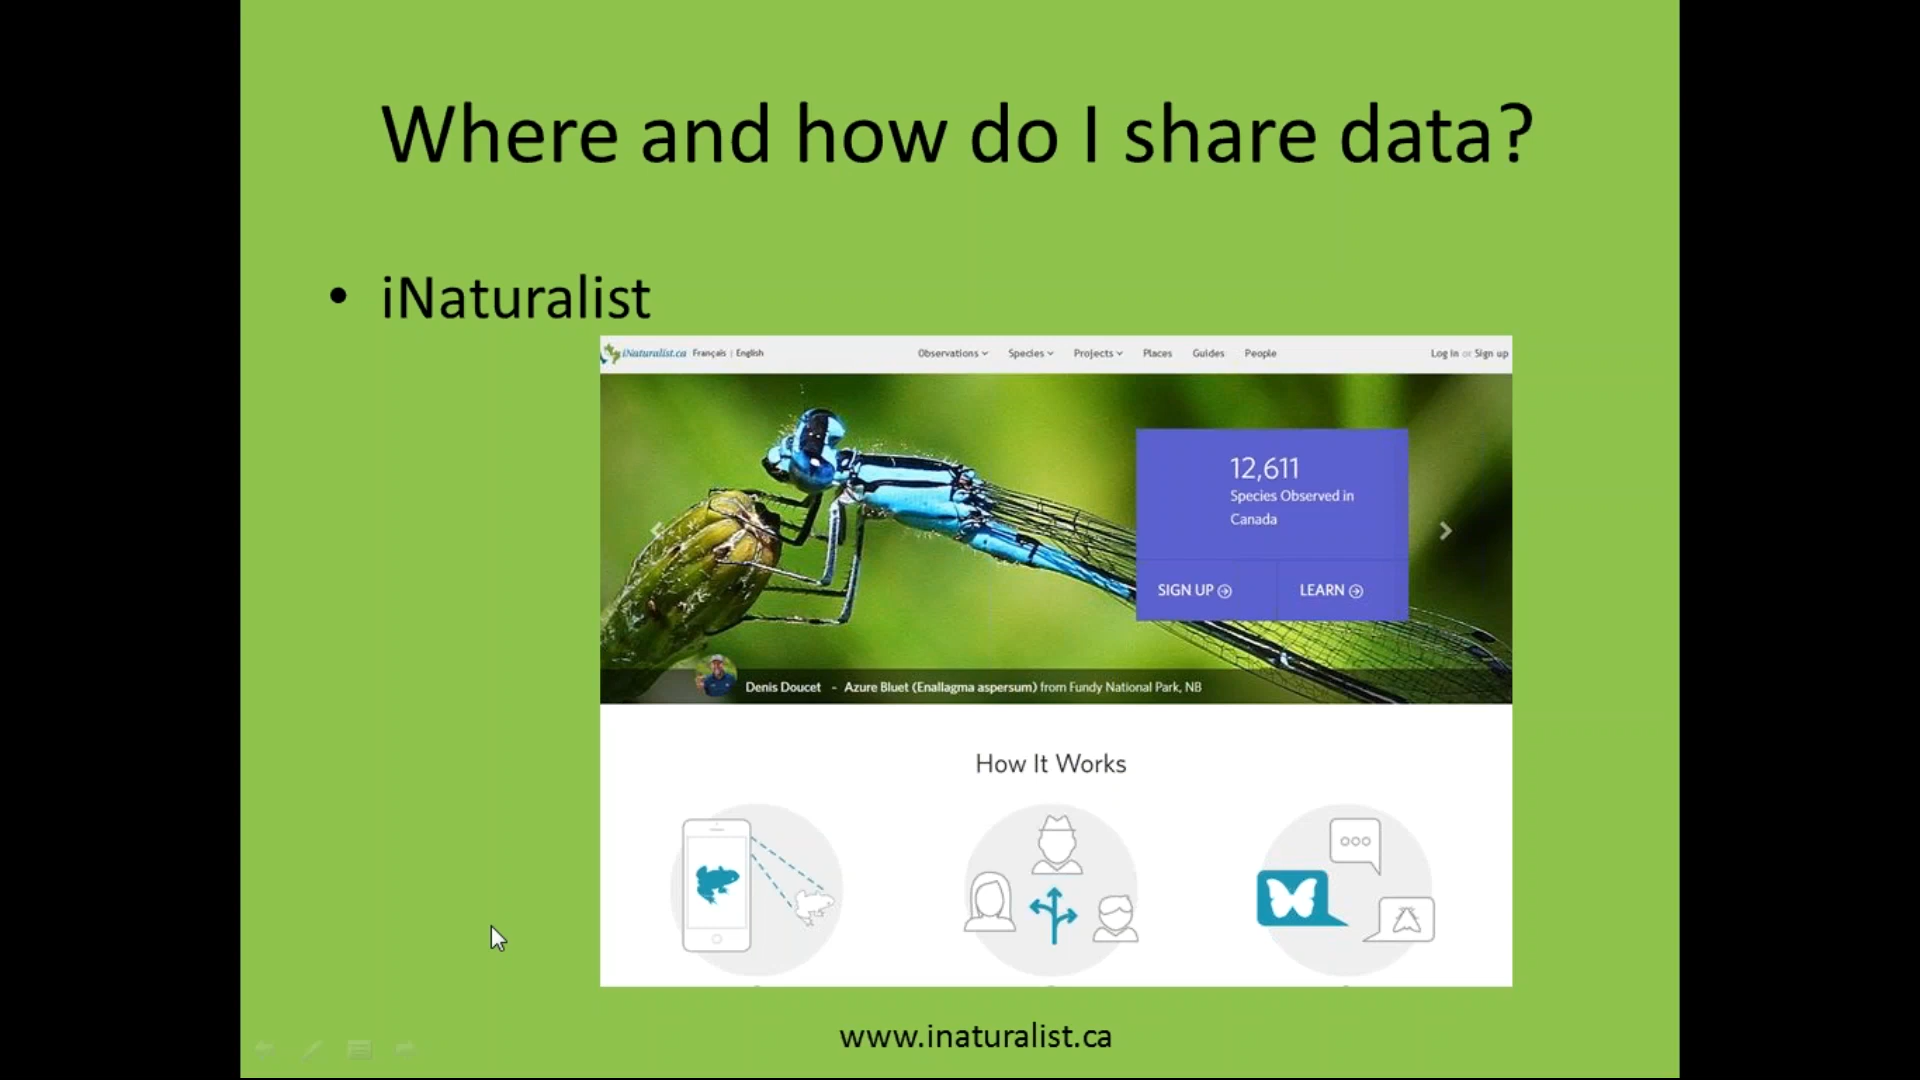 Where and how do I share data?
• iNaturalist
iNaturalist.ca Français | English Observations Species Projects Places Guides People Log In or Sign up
12,611
Species Observed in
Canada
SIGN UP LEARN
Denis Doucet - Azure Bluet (Enallagma aspersum) from Fundy National Park, NB
How It Works
www.inaturalist.ca